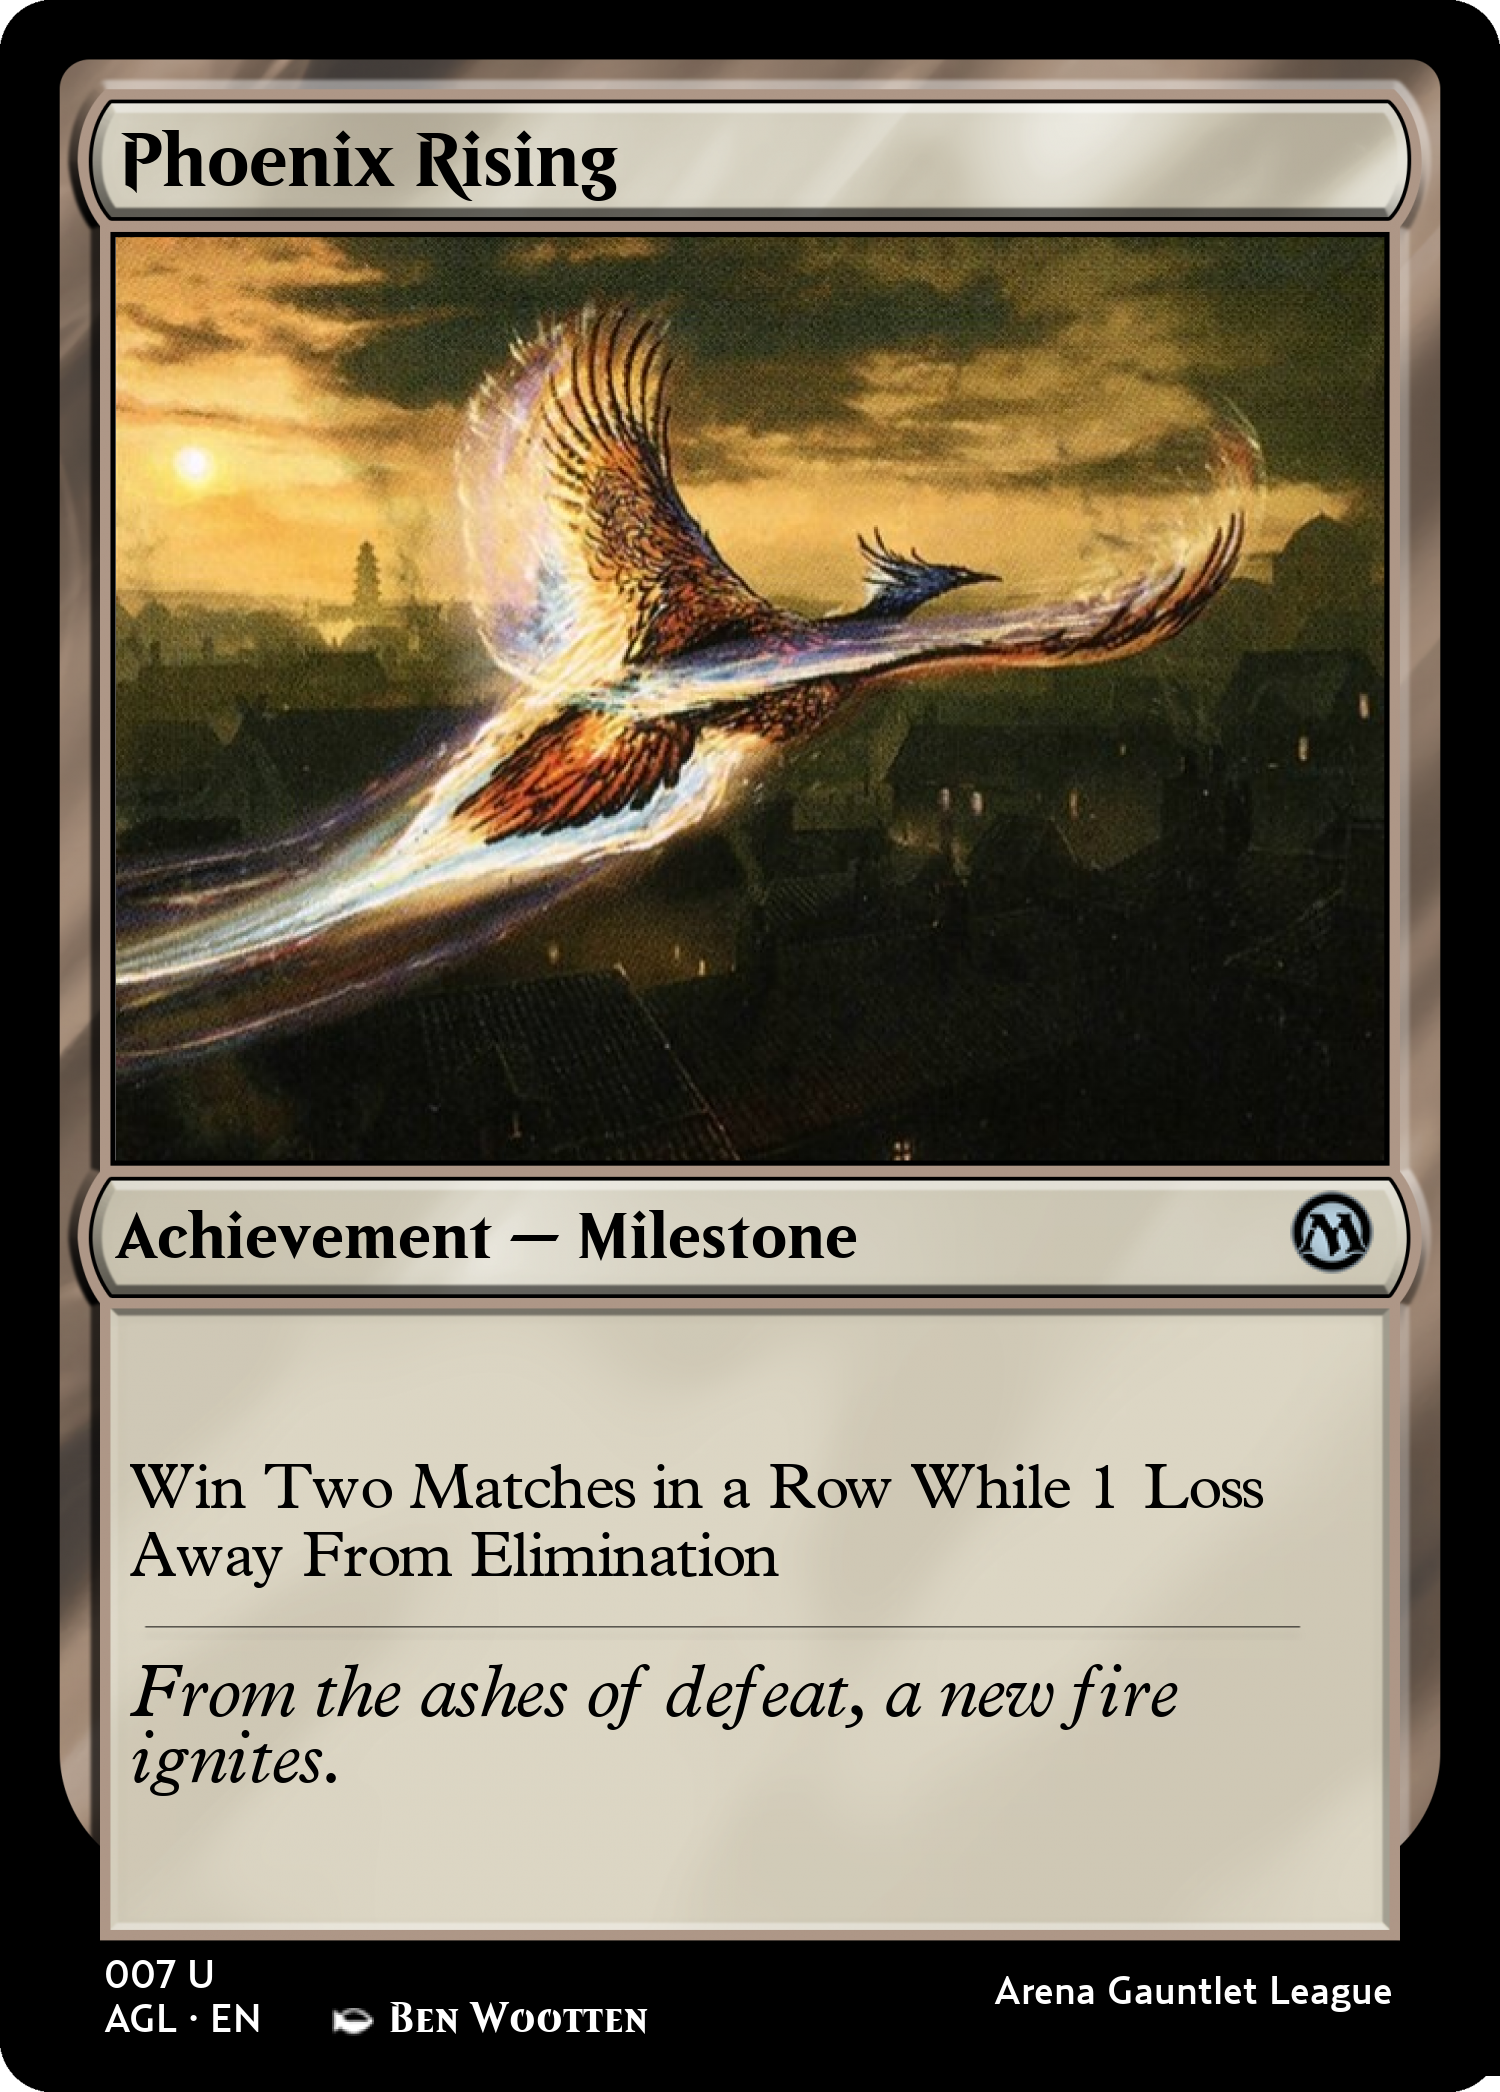 Phoenix Rising
Achievement — Milestone
M
Win Two Matches in a Row While 1 Loss
Away From Elimination
From the ashes of defeat, a new fire
ignites.
007 U
AGL · EN Ben Wootten
Arena Gauntlet League